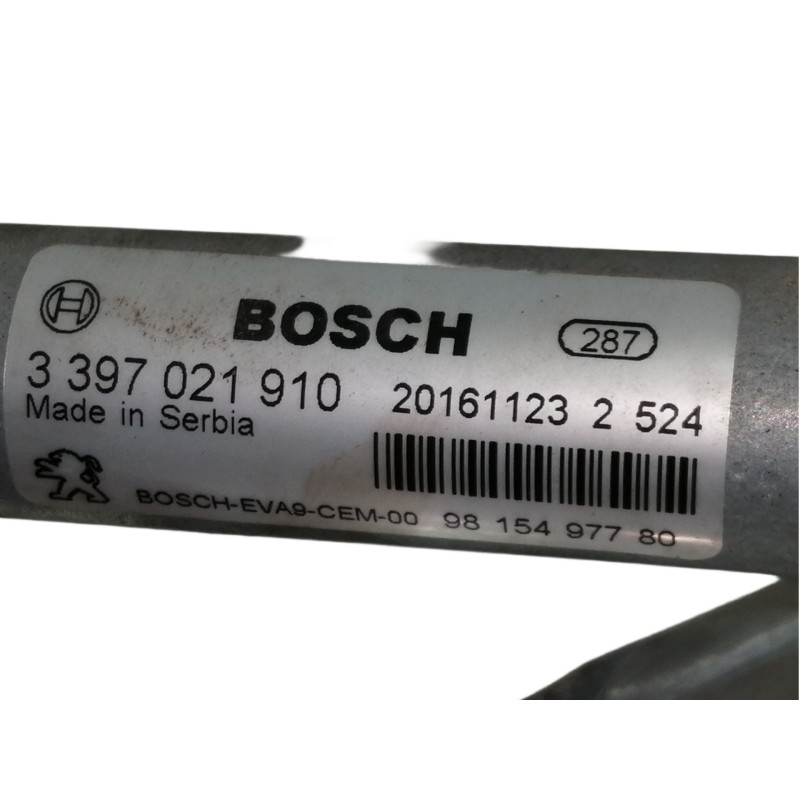 BOSCH
287
3 397 021 910
20161123 2 524
Made in Serbia
BOSCH-EVA9-CEM-00 98 154 977 80